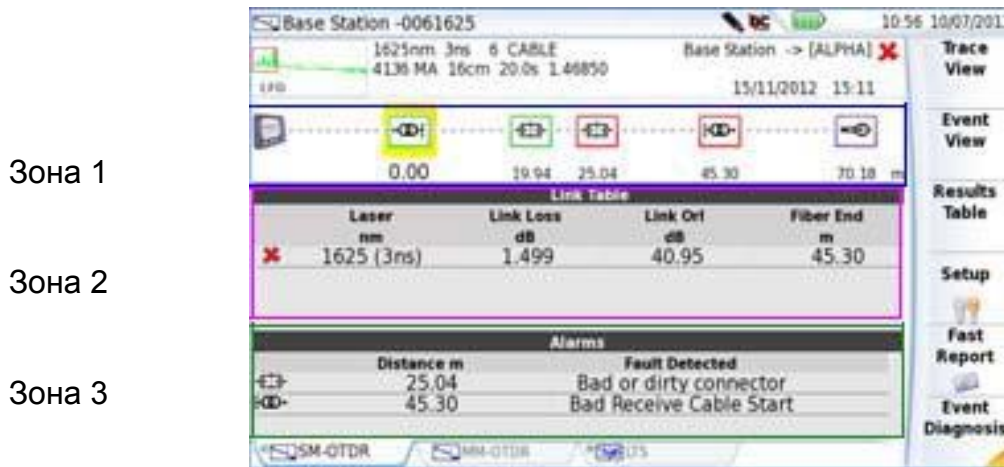 Base Station -0061625
10:56 10/07/201
1625nm 3ns 6 CABLE
Base Station -> [ALPHA]
4136 MA 16cm 20.0s 1.46850
15/11/2012 15:11
Trace View
Event View
Зона 1
0.00 19.94 25.04 45.30 70.18 m
Results Table
Link Table
Laser nm Link Loss dB Link Orl dB Fiber End m
1625 (3ns) 1.499 40.95 45.30
Зона 2
Setup
Зона 3
Alarms
Distance m Fault Detected
25.04 Bad or dirty connector
45.30 Bad Receive Cable Start
Fast Report
Event Diagnosis
SM-OTDR MM-OTDR LTS